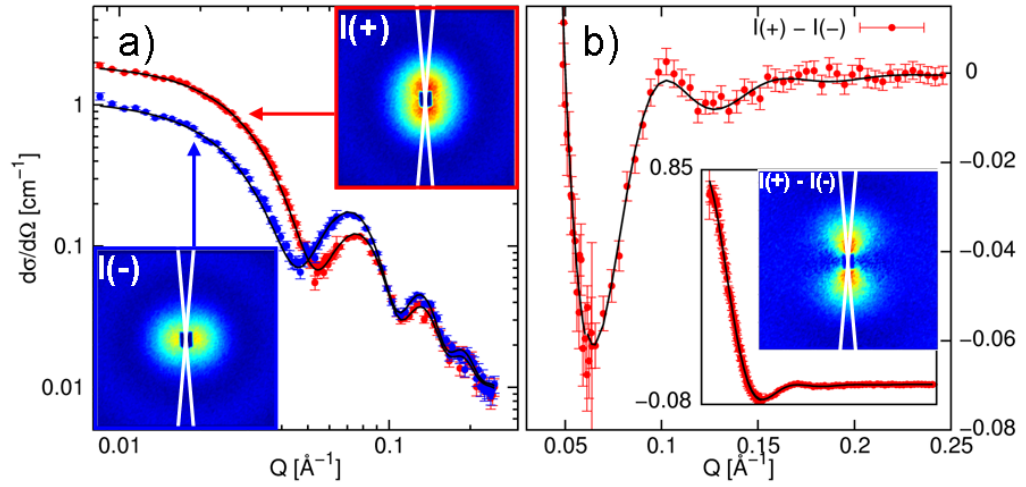 a)
I(+)
I(-)
1
0.1
0.01
dσ/dΩ [cm⁻¹]
0.01
0.1
Q [Å⁻¹]
b)
I(+) − I(−)
0
−0.02
−0.04
−0.06
−0.08
0.85
−0.08
I(+) - I(-)
0.05
0.1
0.15
0.2
0.25
Q [Å⁻¹]